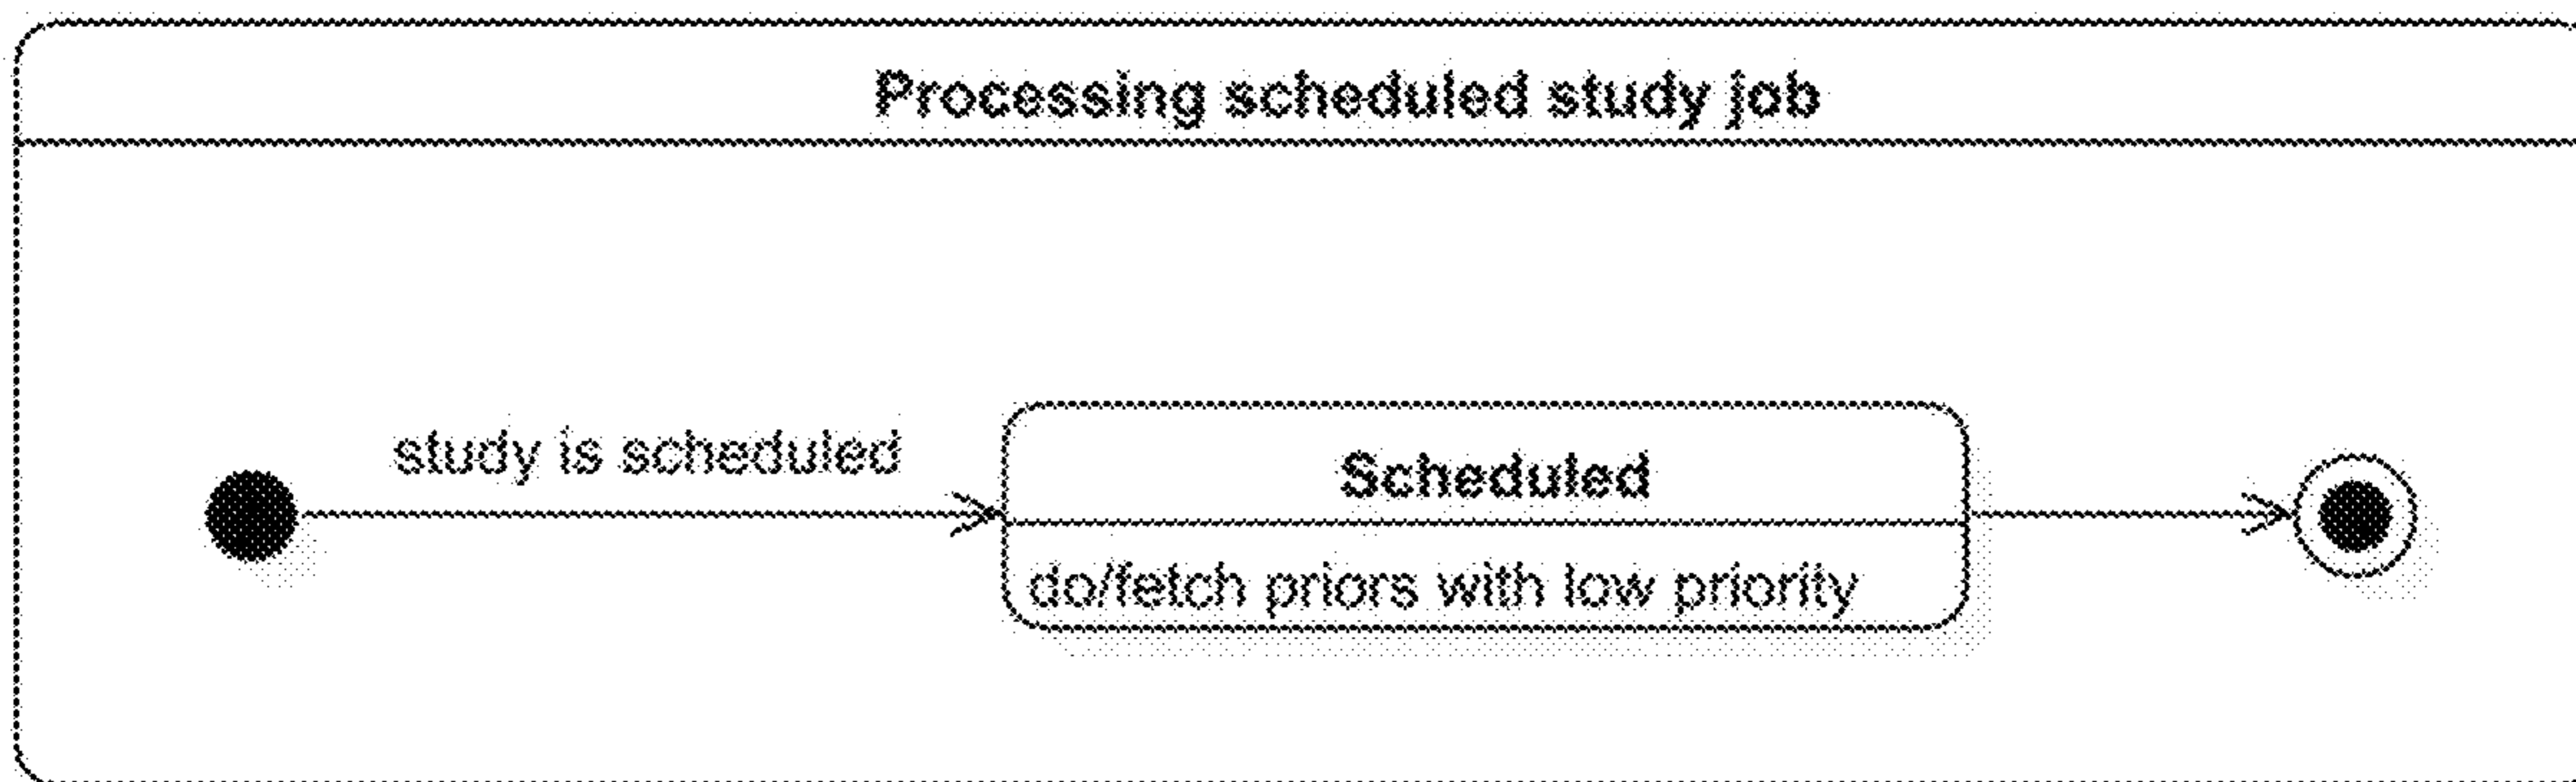 Processing scheduled study job
study is scheduled
Scheduled
do/fetch priors with low priority